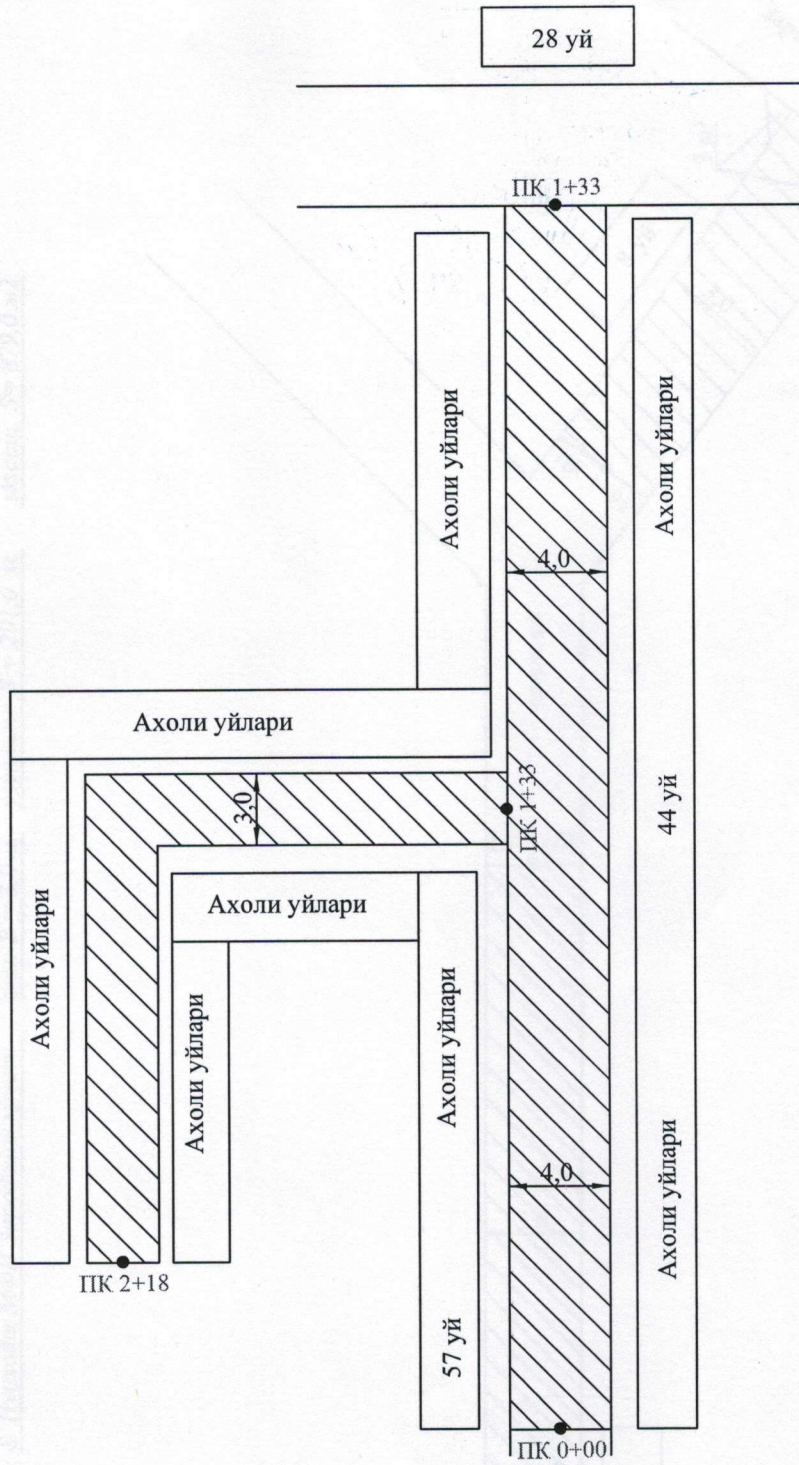 28 уй
ПК 1+33
Ахоли уйлари
Ахоли уйлари
4,0
Ахоли уйлари
3,0
ПК 1+33
44 уй
Ахоли уйлари
Ахоли уйлари
Ахоли уйлари
Ахоли уйлари
Ахоли уйлари
4,0
ПК 2+18
57 уй
ПК 0+00